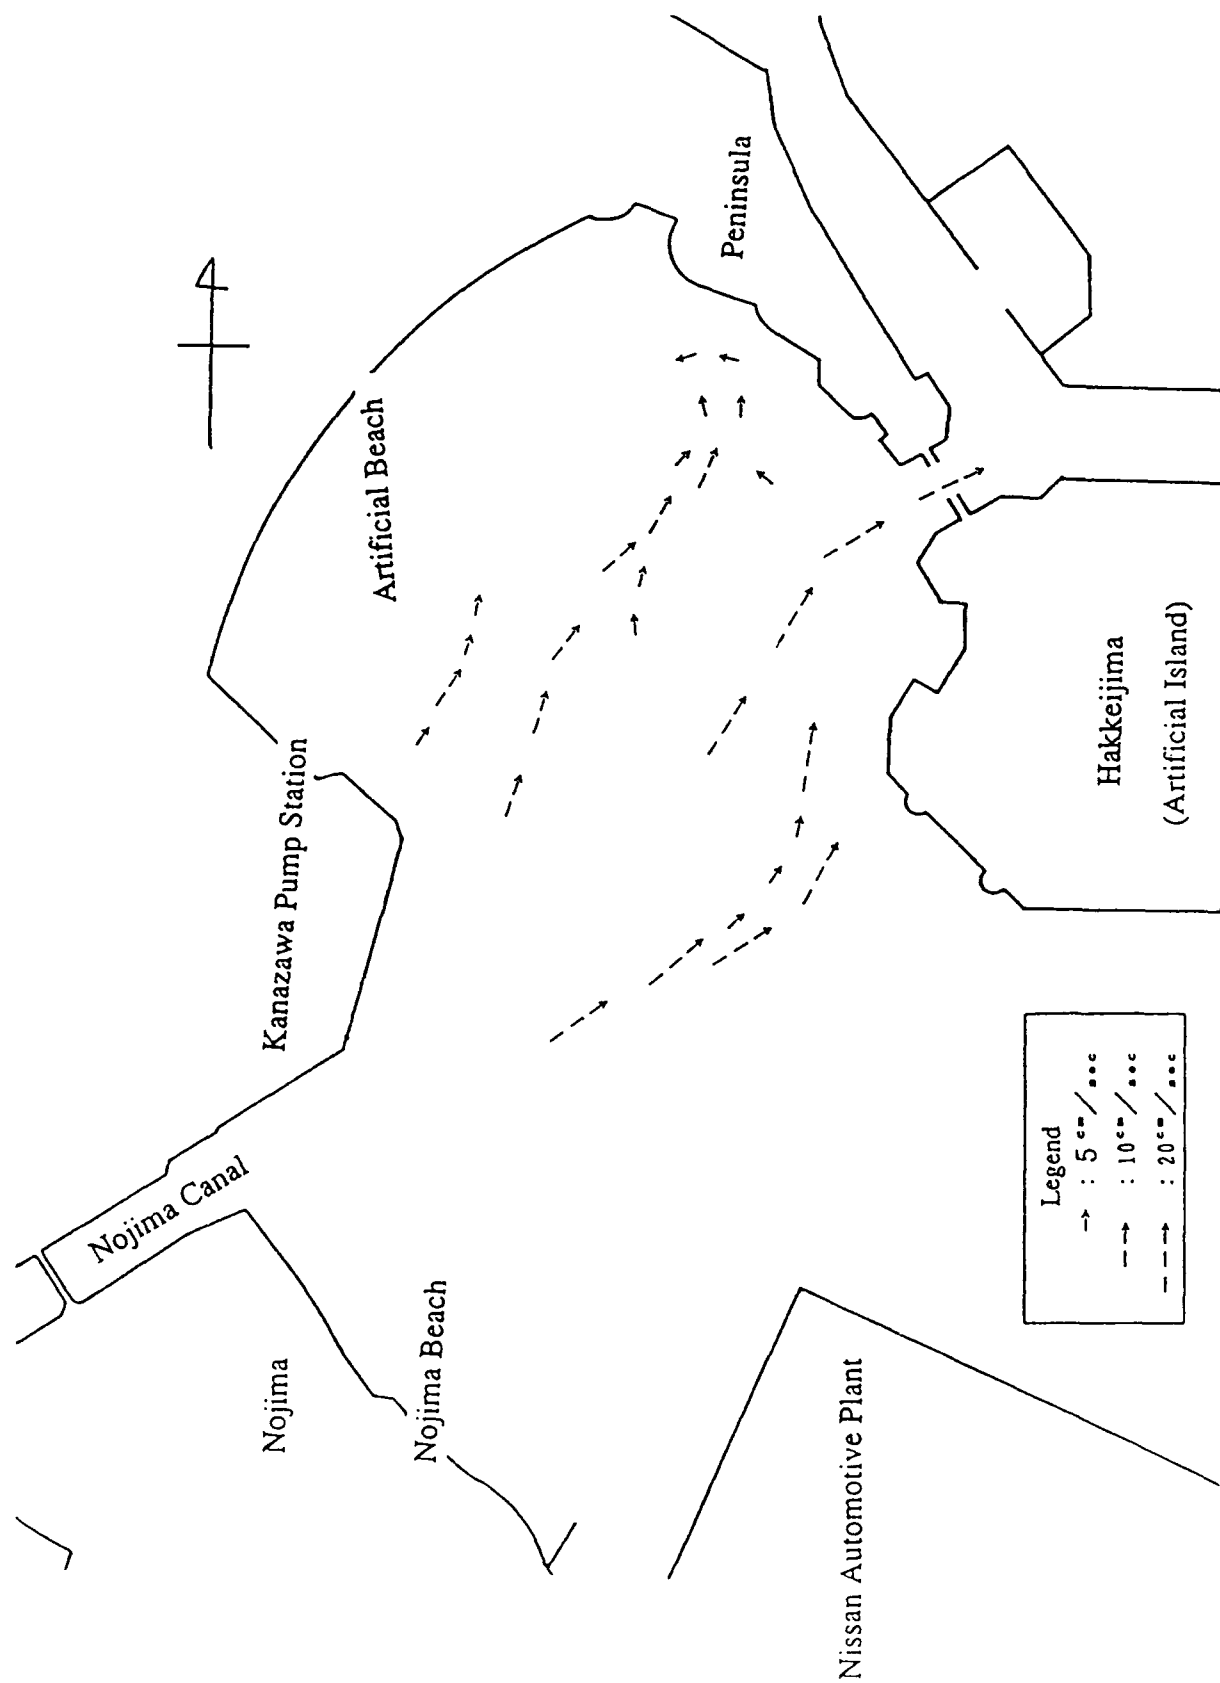 Nojima Canal
Kanazawa Pump Station
Artificial Beach
Peninsula
Nojima
Nojima Beach
Nissan Automotive Plant
Hakkeijima
(Artificial Island)
Legend
→ : 5 cm/sec
–→ : 10 cm/sec
– –→ : 20 cm/sec